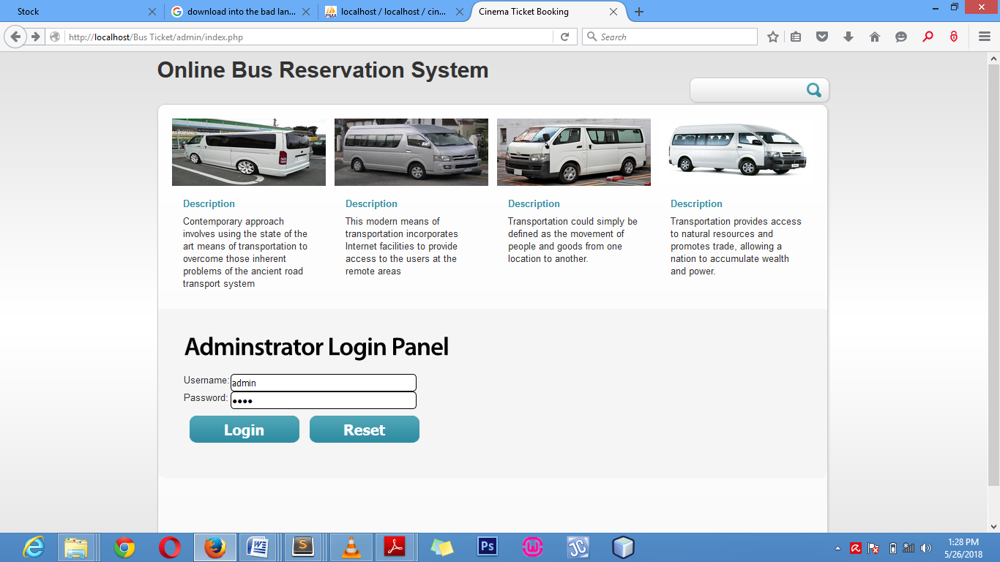 Stock
download into the bad lan...
localhost / localhost / cin...
Cinema Ticket Booking
http://localhost/Bus Ticket/admin/index.php
Search
Online Bus Reservation System
Description
Contemporary approach
involves using the state of the
art means of transportation to
overcome those inherent
problems of the ancient road
transport system
Description
This modern means of
transportation incorporates
Internet facilities to provide
access to the users at the
remote areas
Description
Transportation could simply be
defined as the movement of
people and goods from one
location to another.
Description
Transportation provides access
to natural resources and
promotes trade, allowing a
nation to accumulate wealth
and power.
Adminstrator Login Panel
Username: admin
Password: ●●●●
Login Reset
1:28 PM
5/26/2018